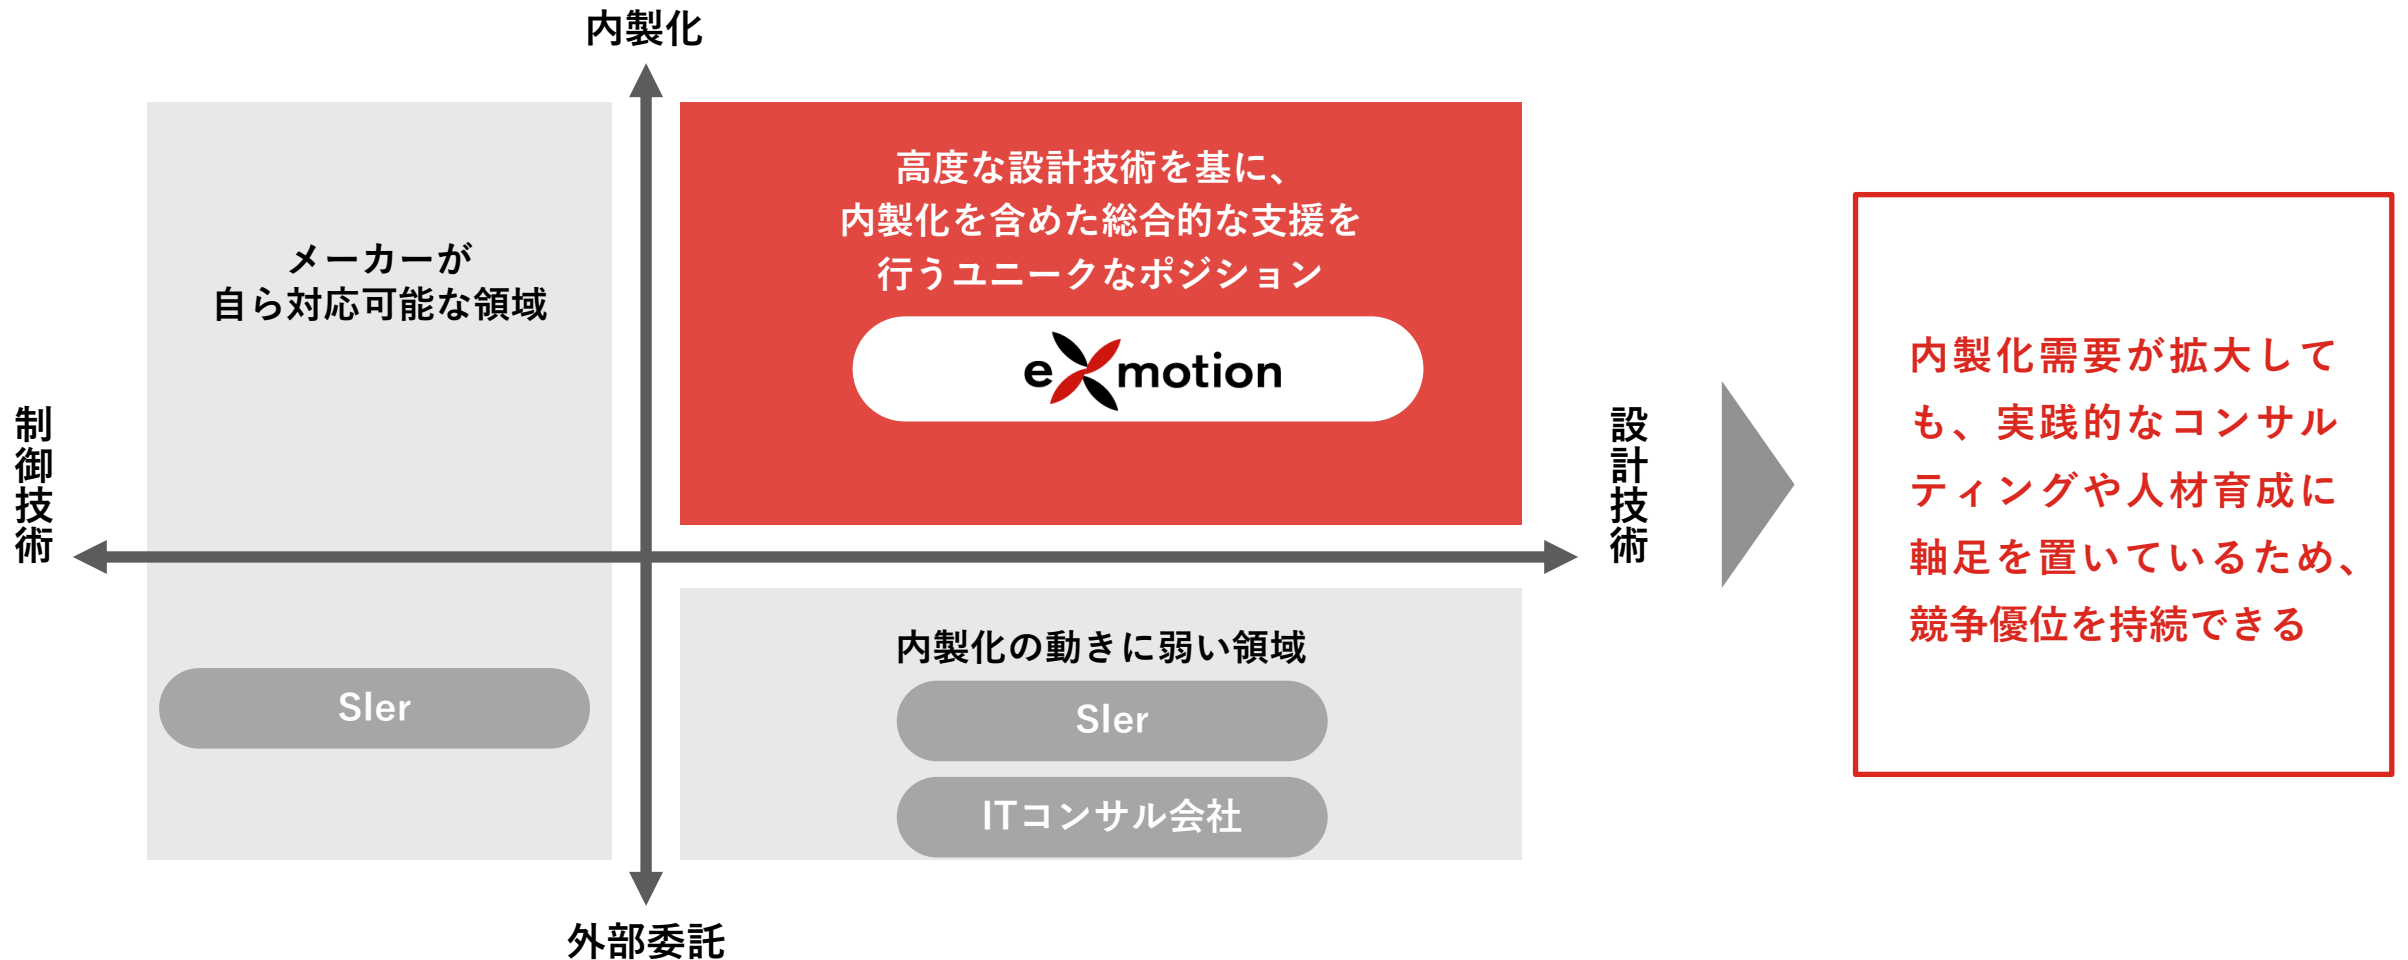 内製化
メーカーが
自ら対応可能な領域
高度な設計技術を基に、
内製化を含めた総合的な支援を
行うユニークなポジション
eXmotion
制御技術
設計技術
SIer
内製化の動きに弱い領域
SIer
ITコンサル会社
外部委託
内製化需要が拡大して
も、実践的なコンサル
ティングや人材育成に
軸足を置いているため、
競争優位を持続できる